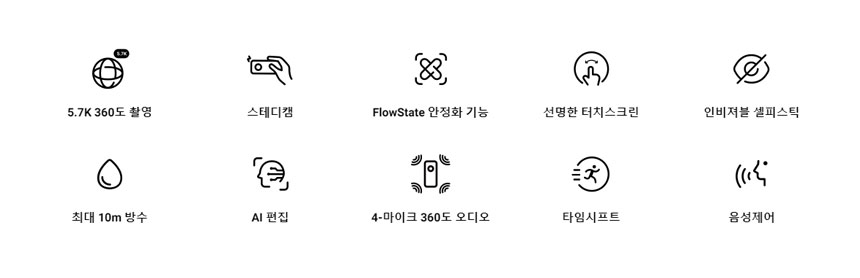 5.7K
5.7K 360도 촬영
스테디캠
FlowState 안정화 기능
선명한 터치스크린
인비져블 셀피스틱
최대 10m 방수
AI 편집
4-마이크 360도 오디오
타임시프트
음성제어